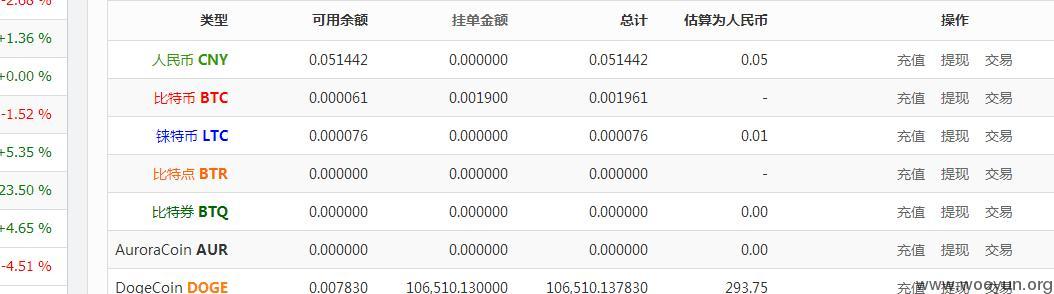 -2.68 %
类型 可用余额 挂单金额 总计 估算为人民币 操作
+1.36 % 人民币 CNY 0.051442 0.000000 0.051442 0.05 充值 提现 交易
+0.00 % 比特币 BTC 0.000061 0.001900 0.001961 - 充值 提现 交易
-1.52 % 铼特币 LTC 0.000076 0.000000 0.000076 0.01 充值 提现 交易
+5.35 % 比特点 BTR 0.000000 0.000000 0.000000 - 充值 提现 交易
23.50 % 比特券 BTQ 0.000000 0.000000 0.000000 0.00 充值 提现 交易
+4.65 % AuroraCoin AUR 0.000000 0.000000 0.000000 0.00 充值 提现 交易
-4.51 % DogeCoin DOGE 0.007830 106,510.130000 106,510.137830 293.75 充值 提现 交易
www.wooyun.org